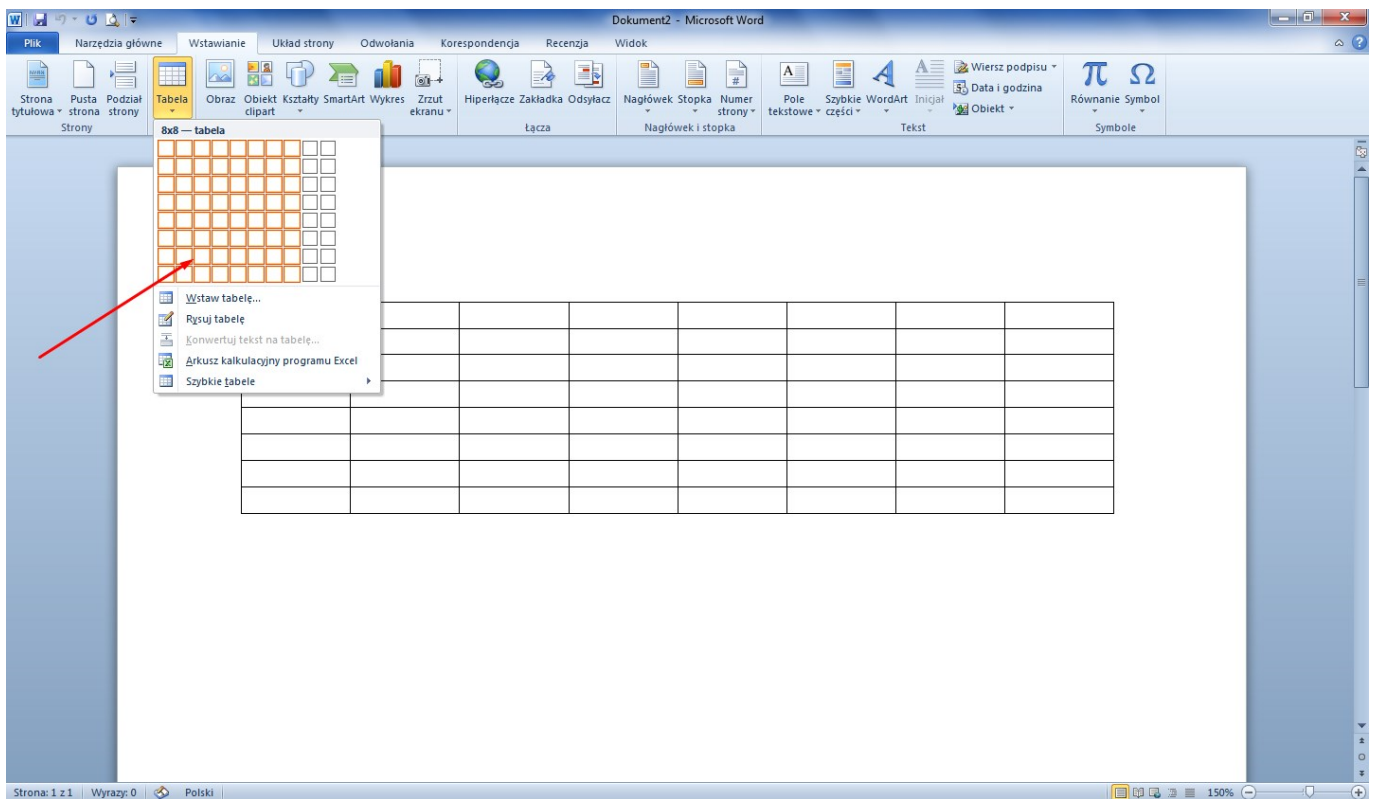 Dokument2 - Microsoft Word
Plik Narzędzia główne Wstawianie Układ strony Odwołania Korespondencja Recenzja Widok
Strona tytułowa
Pusta strona
Podział strony
Tabela
Obraz
Obiekt clipart
Kształty
SmartArt
Wykres
Zrzut ekranu
Hiperłącze
Zakładka
Odsyłacz
Nagłówek
Stopka
Numer strony
Pole tekstowe
Szybkie części
WordArt
Inicjał
Wiersz podpisu
Data i godzina
Obiekt
Równanie
Symbol
Strony
Łącza
Nagłówek i stopka
Tekst
Symbole
8x8 — tabela
Wstaw tabelę...
Rysuj tabelę
Konwertuj tekst na tabelę...
Arkusz kalkulacyjny programu Excel
Szybkie tabele
Strona: 1 z 1 Wyrazy: 0 Polski 150%